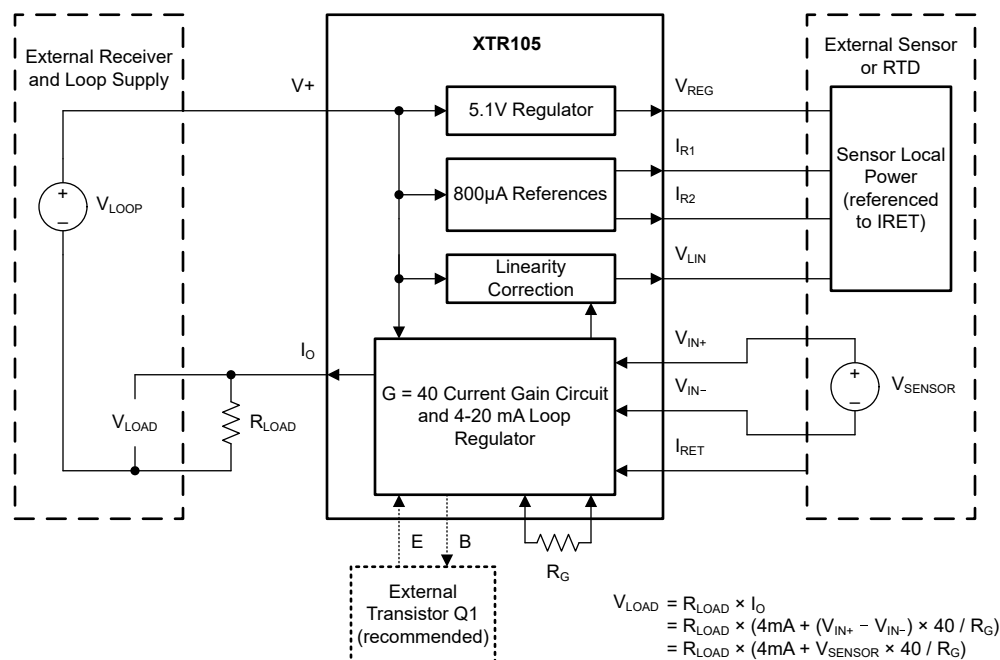 External Receiver
and Loop Supply
XTR105
External Sensor
or RTD
V+
5.1V Regulator
VREG
800µA References
IR1
IR2
Sensor Local
Power
(referenced
to IRET)
+
VLOOP
−
Linearity
Correction
VLIN
IO
G = 40 Current Gain Circuit
and 4-20 mA Loop
Regulator
VIN+
VIN−
+
VSENSOR
−
VLOAD
RLOAD
IRET
E
B
RG
External
Transistor Q1
(recommended)
VLOAD = RLOAD × IO
= RLOAD × (4mA + (VIN+ − VIN−) × 40 / RG)
= RLOAD × (4mA + VSENSOR × 40 / RG)